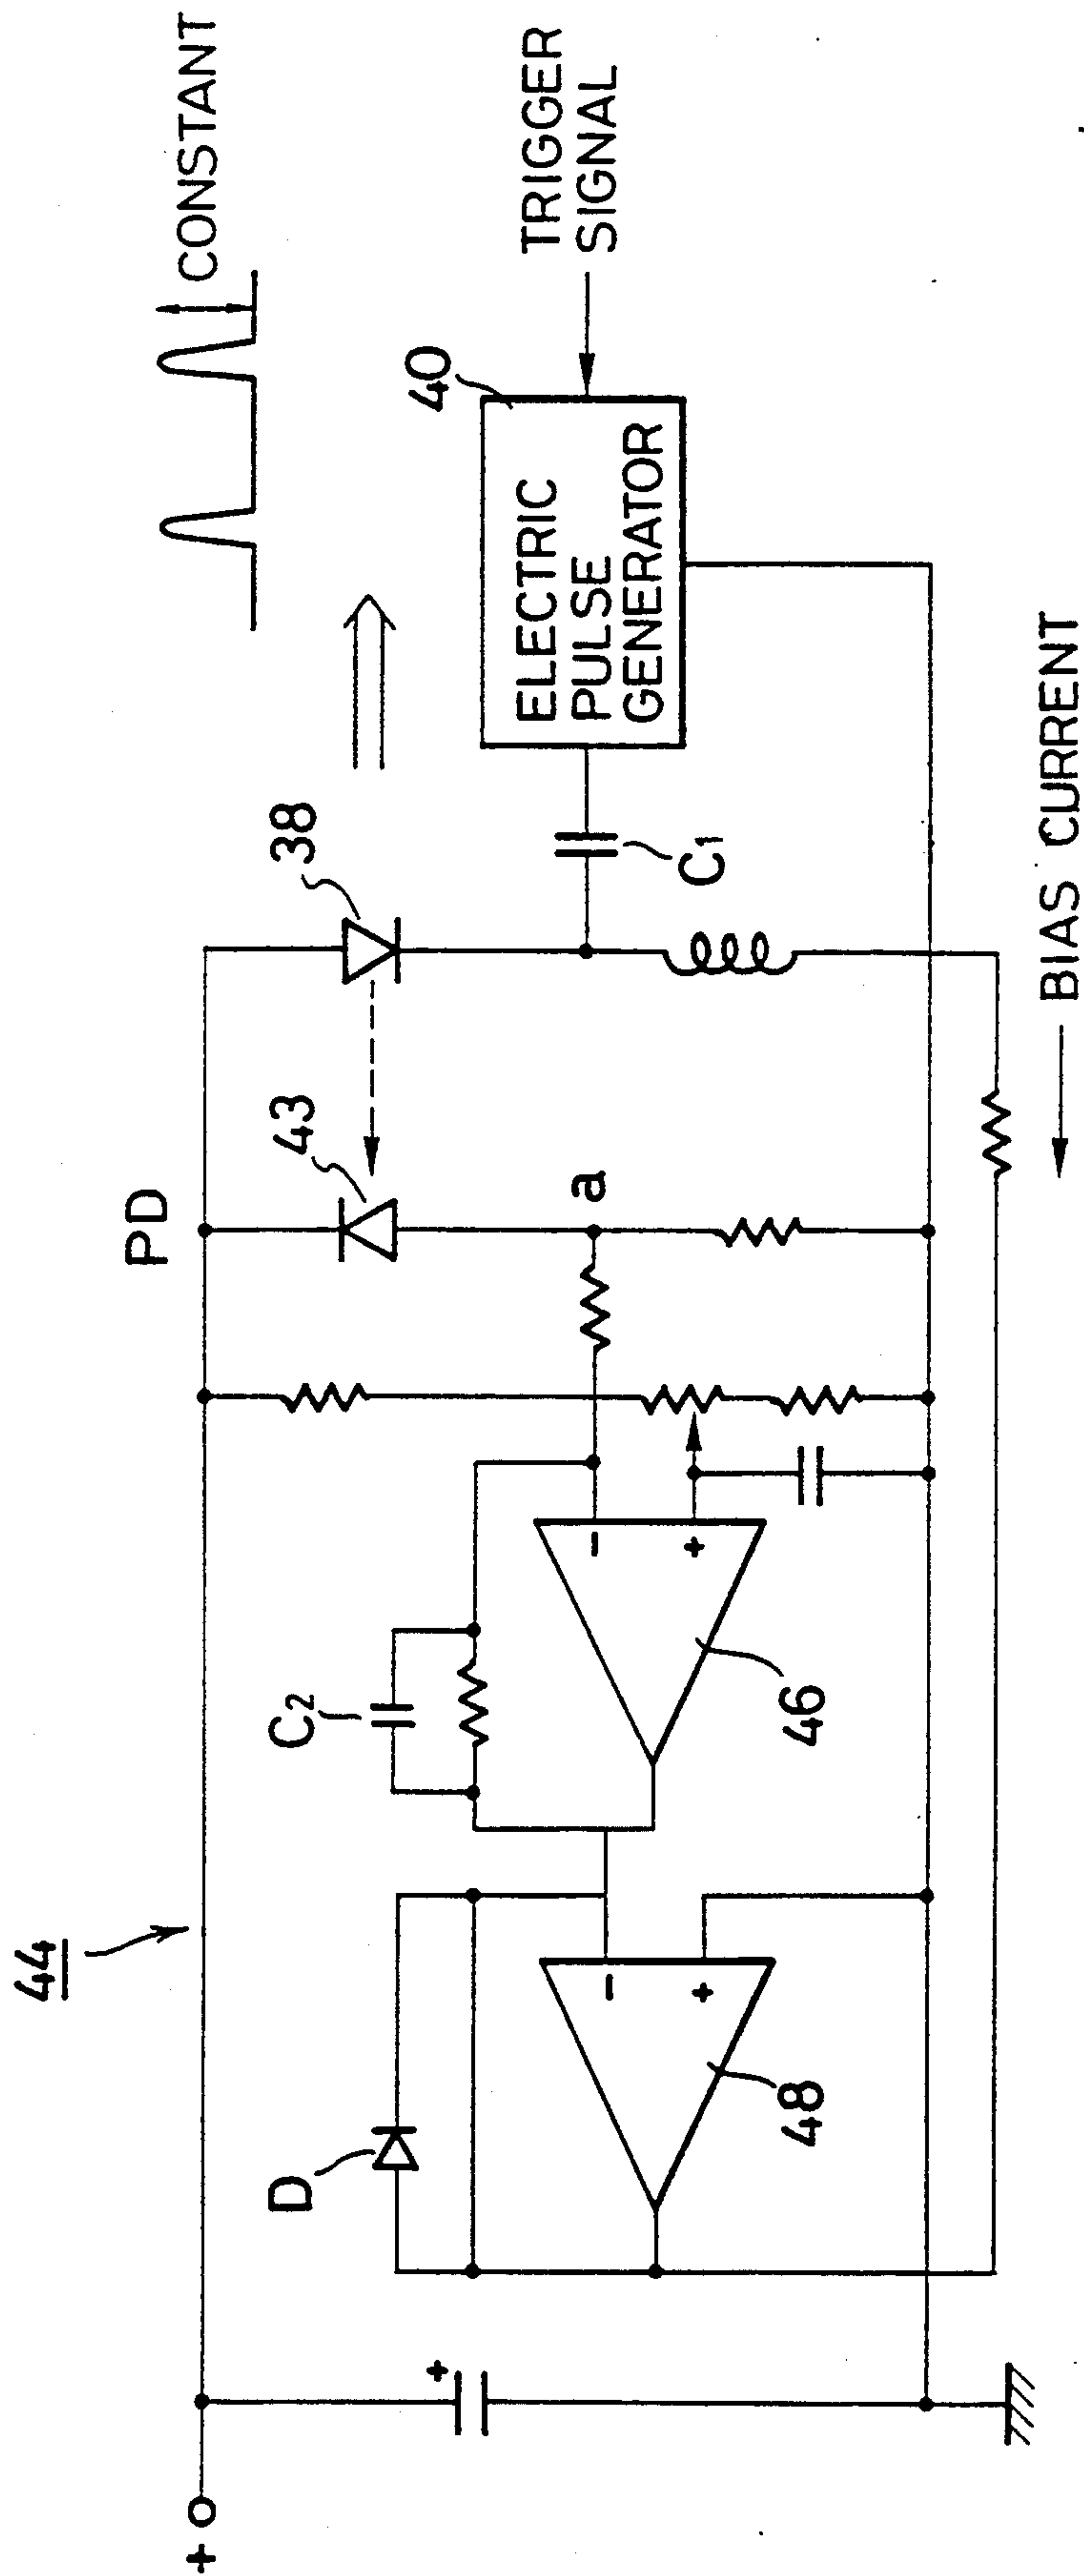 44
PD
CONSTANT
38
43
40
ELECTRIC
PULSE
GENERATOR
TRIGGER
SIGNAL
C1
a
C2
D
46
48
-
+
-
+
+
+
BIAS CURRENT